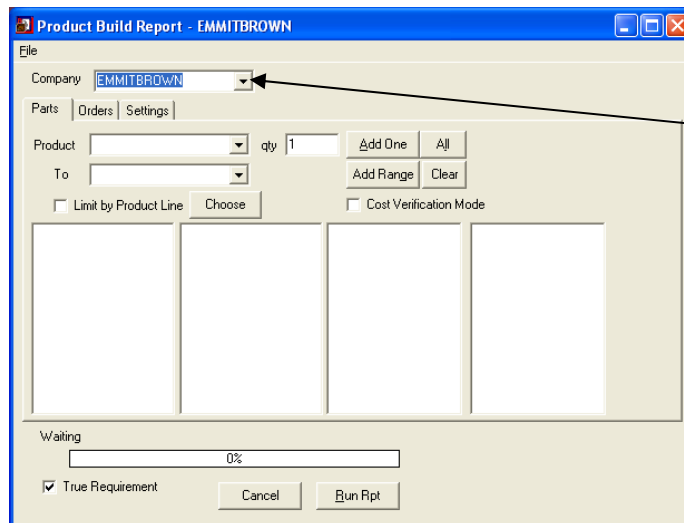 Product Build Report - EMMITBROWN
File
Company EMMITBROWN
Parts Orders Settings
Product qty 1 Add One All
To Add Range Clear
Limit by Product Line Choose Cost Verification Mode
Waiting
0%
True Requirement Cancel Run Rpt